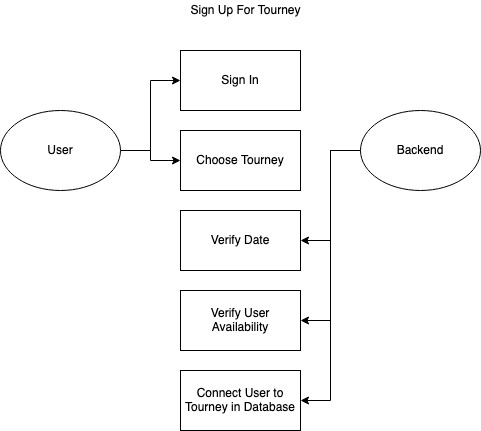 Sign Up For Tourney
Sign In
User
Choose Tourney
Backend
Verify Date
Verify User
Availability
Connect User to
Tourney in Database